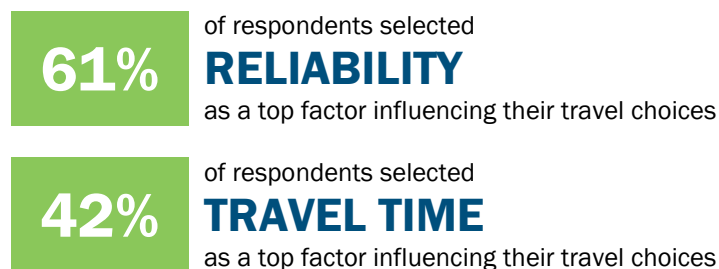 61%
of respondents selected
RELIABILITY
as a top factor influencing their travel choices
42%
of respondents selected
TRAVEL TIME
as a top factor influencing their travel choices